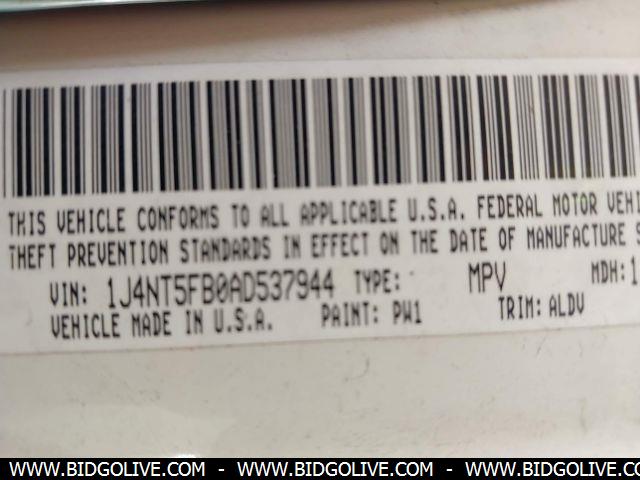 THIS VEHICLE CONFORMS TO ALL APPLICABLE U.S.A. FEDERAL MOTOR VEHI
THEFT PREVENTION STANDARDS IN EFFECT ON THE DATE OF MANUFACTURE S
VIN: 1J4NT5FB0AD537944 TYPE: MPV MDH:1
VEHICLE MADE IN U.S.A. PAINT: PW1 TRIM: ALDV
WWW.BIDGOLIVE.COM - WWW.BIDGOLIVE.COM - WWW.BIDGOLIVE.COM